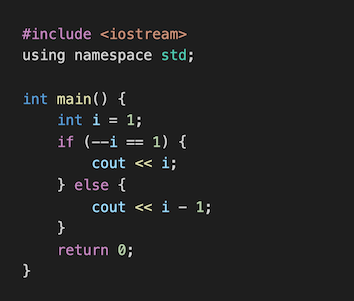 #include <iostream>
using namespace std;

int main() {
    int i = 1;
    if (--i == 1) {
        cout << i;
    } else {
        cout << i - 1;
    }
    return 0;
}